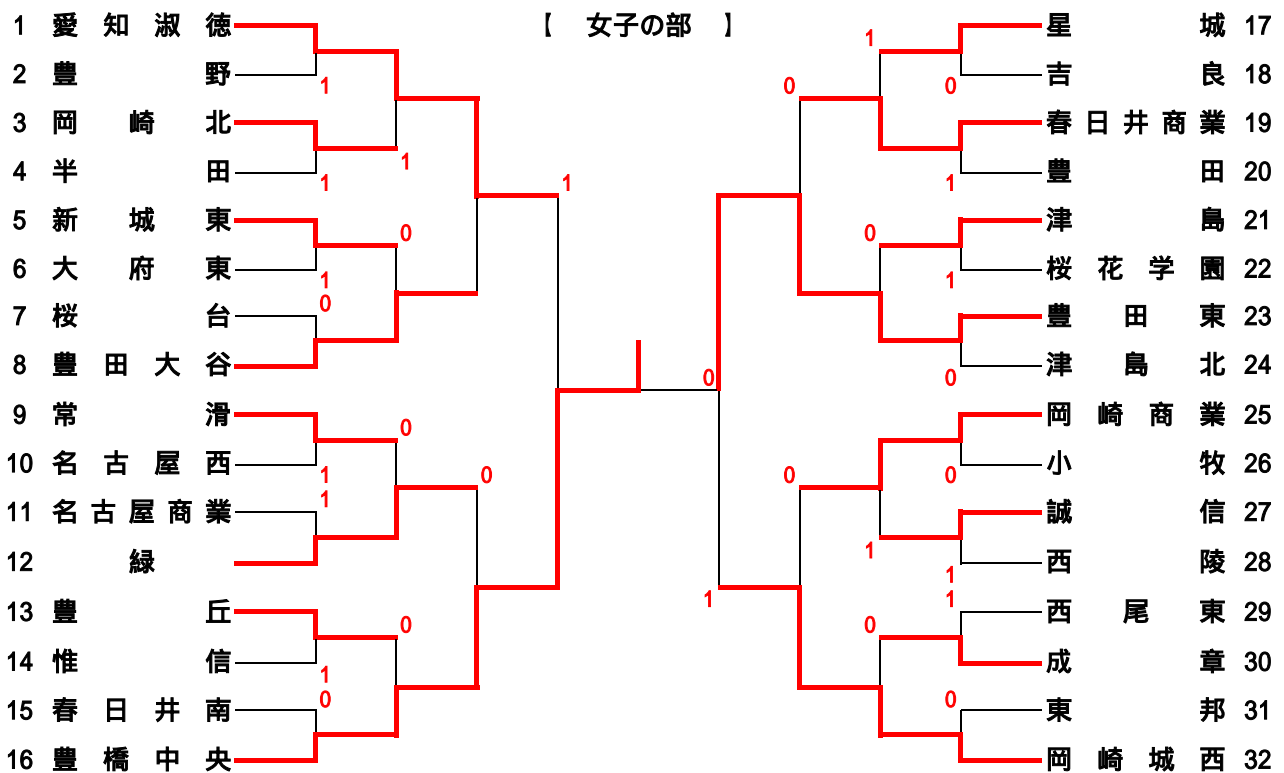 【 女子の部 】
1 愛知淑徳
2 豊野
3 岡崎北
4 半田
5 新城東
6 大府東
7 桜台
8 豊田大谷
9 常滑
10 名古屋西
11 名古屋商業
12 緑
13 豊丘
14 惟信
15 春日井南
16 豊橋中央
1
1
1
0
1
0
1
0
1
1
0
0
1
0
星城 17
吉良 18
春日井商業 19
豊田 20
津島 21
桜花学園 22
豊田東 23
津島北 24
岡崎商業 25
小牧 26
誠信 27
西陵 28
西尾東 29
成章 30
東邦 31
岡崎城西 32
1
0
0
1
0
1
0
0
0
0
1
1
1
1
0
0